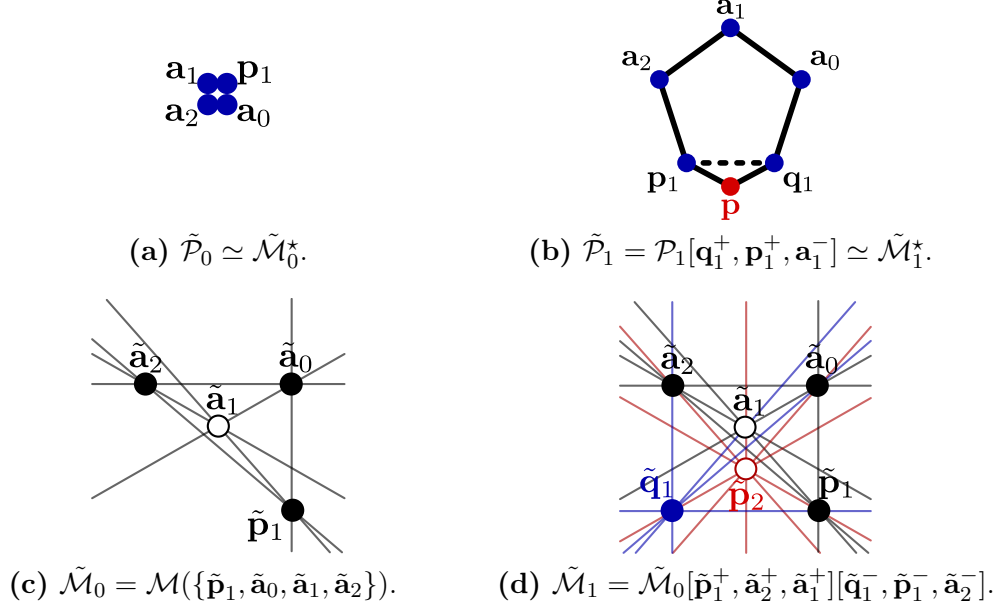 a₁ p₁
a₂ a₀
(a) 𝒫̃₀ ≃ ℳ̃₀⋆.
a₁
a₂ a₀
p₁ q₁
p
(b) 𝒫̃₁ = 𝒫₁[q₁⁺, p₁⁺, a₁⁻] ≃ ℳ̃₁⋆.
ã₂ ã₀
ã₁
p̃₁
(c) ℳ̃₀ = ℳ({p̃₁, ã₀, ã₁, ã₂}).
ã₂ ã₀
ã₁
q̃₁ p̃₂ p̃₁
(d) ℳ̃₁ = ℳ̃₀[p̃₁⁺, ã₂⁺, ã₁⁺][q̃₁⁻, p̃₁⁻, ã₂⁻].